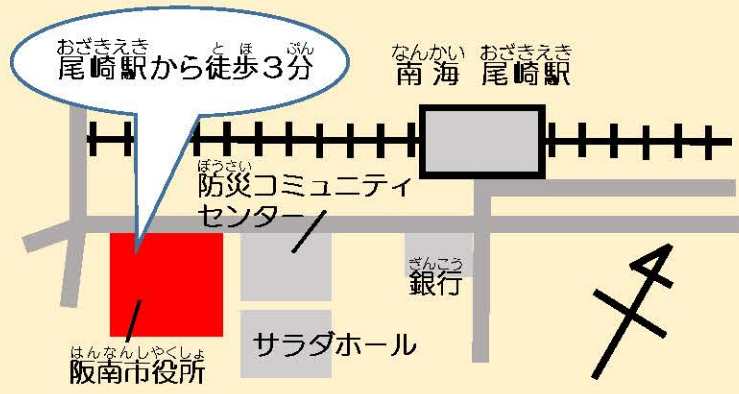 おざきえき とほ ぷん
尾崎駅から徒歩3分
なんかい おざきえき
南海 尾崎駅
ぼうさい
防災コミュニティ
センター
ぎんこう
銀行
サラダホール
はんなんしやくしょ
阪南市役所